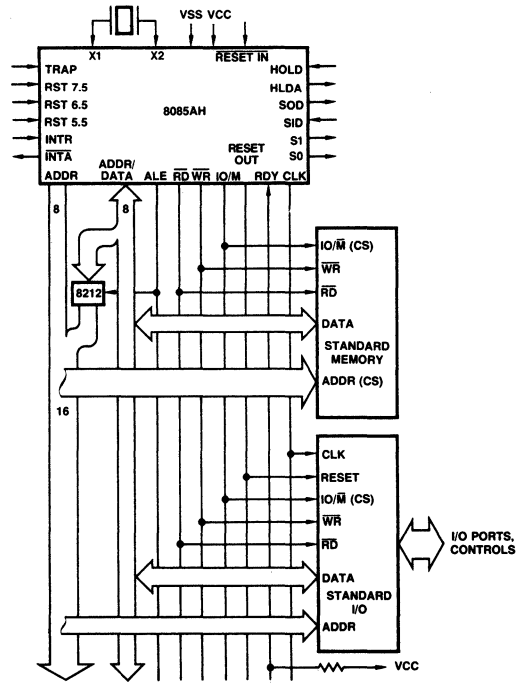 VSS VCC
X1 X2 RESET IN
TRAP HOLD
RST 7.5 HLDA
RST 6.5 8085AH SOD
RST 5.5 SID
INTR S1
INTA RESET OUT S0
ADDR ADDR/DATA ALE RD WR IO/M RDY CLK
8 8
IO/M (CS)
WR
8212 RD
DATA
STANDARD
MEMORY
ADDR (CS)
16
CLK
RESET
IO/M (CS)
WR
RD
I/O PORTS,
CONTROLS
DATA
STANDARD
I/O
ADDR
VCC